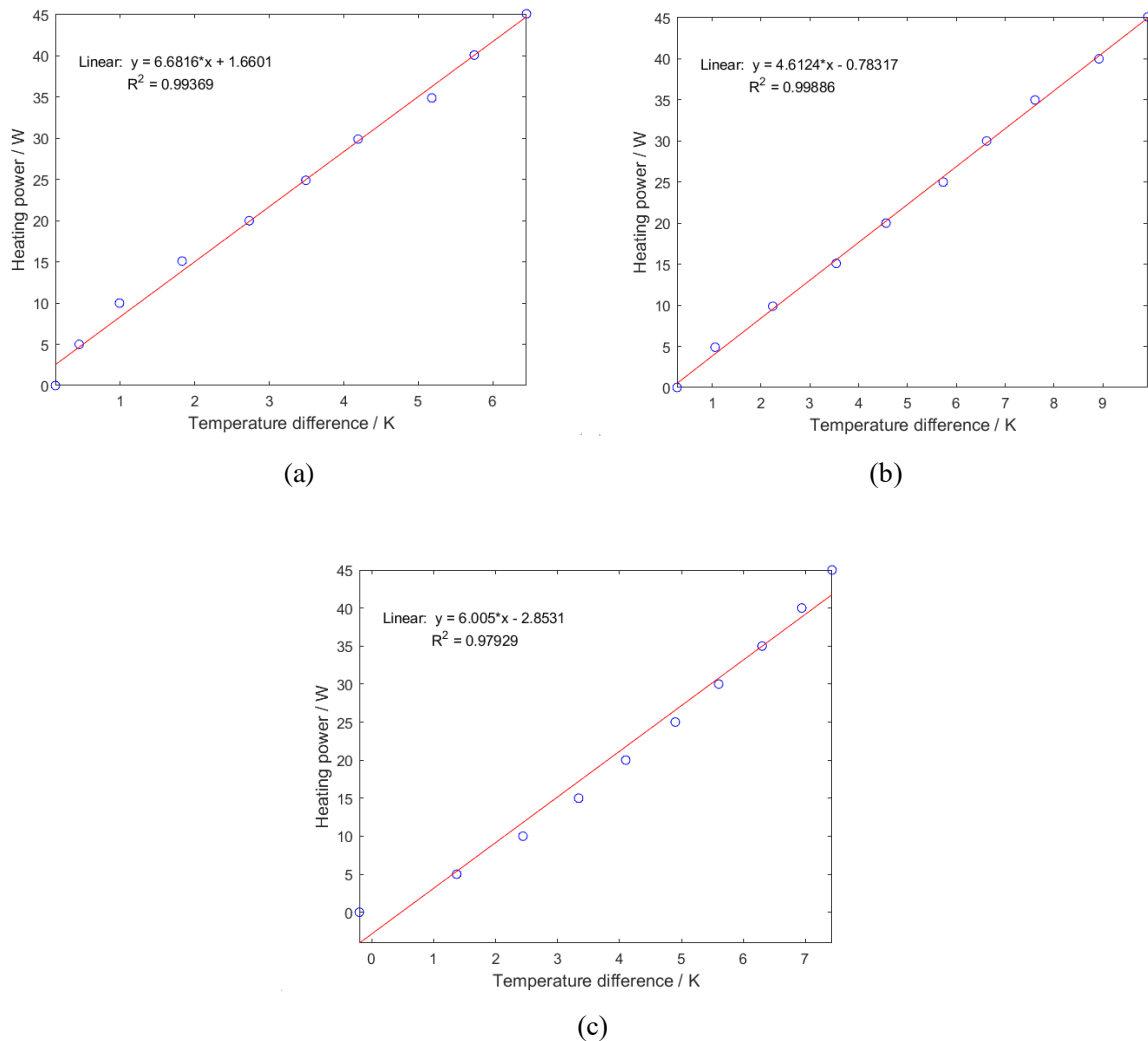 Linear: y = 6.6816*x + 1.6601
R² = 0.99369
45
40
35
30
25
20
15
10
5
0
Heating power / W
1 2 3 4 5 6
Temperature difference / K
(a)
Linear: y = 4.6124*x - 0.78317
R² = 0.99886
45
40
35
30
25
20
15
10
5
0
Heating power / W
1 2 3 4 5 6 7 8 9
Temperature difference / K
(b)
Linear: y = 6.005*x - 2.8531
R² = 0.97929
45
40
35
30
25
20
15
10
5
0
Heating power / W
0 1 2 3 4 5 6 7
Temperature difference / K
(c)